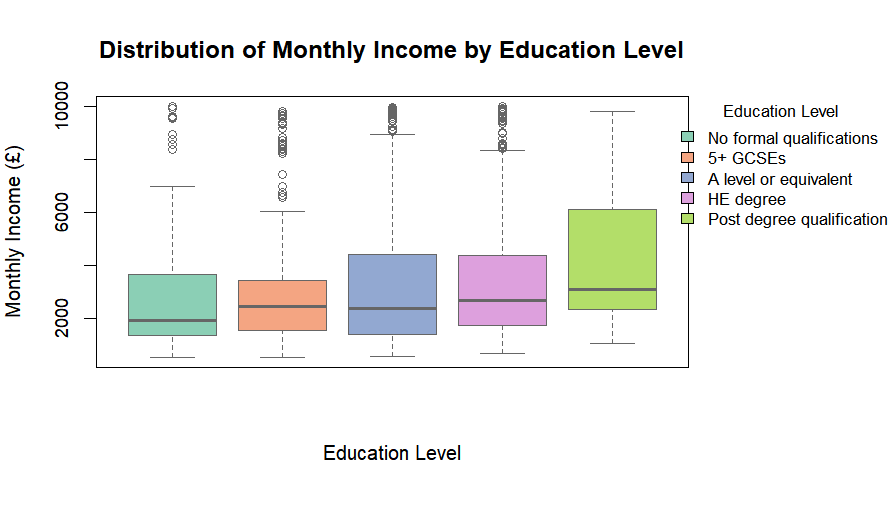 Distribution of Monthly Income by Education Level
Monthly Income (£)
10000
6000
2000
Education Level
No formal qualifications
5+ GCSEs
A level or equivalent
HE degree
Post degree qualification
Education Level